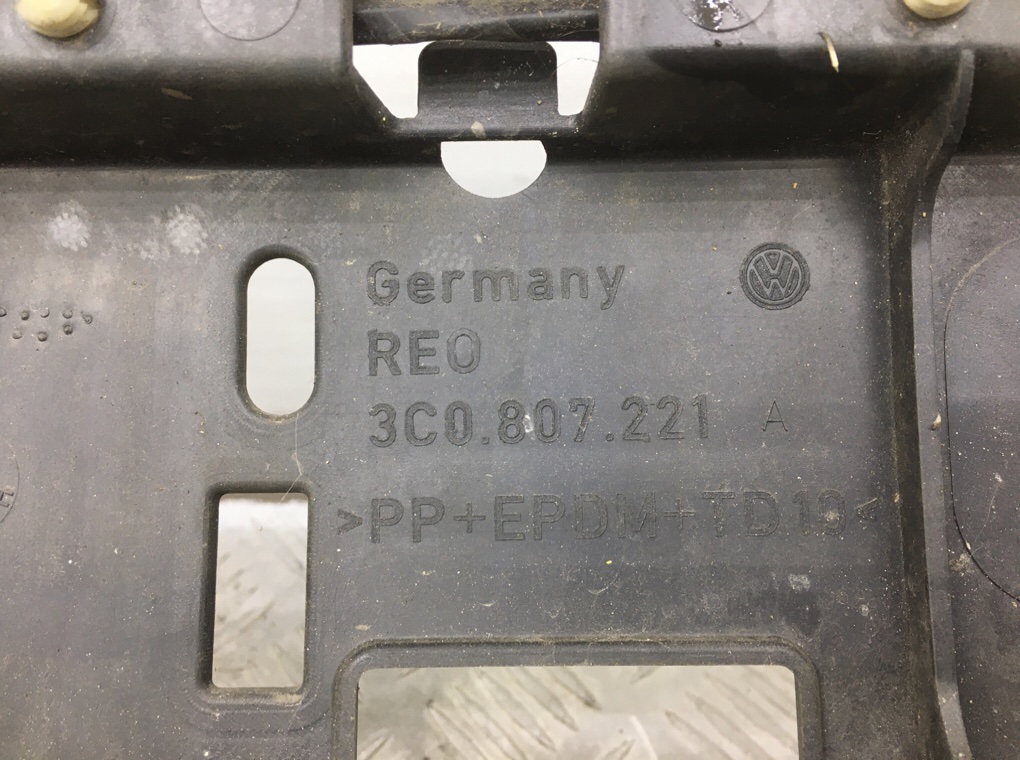 Germany
REO
3C0.807.221 A
>PP+EPDM+TD10<